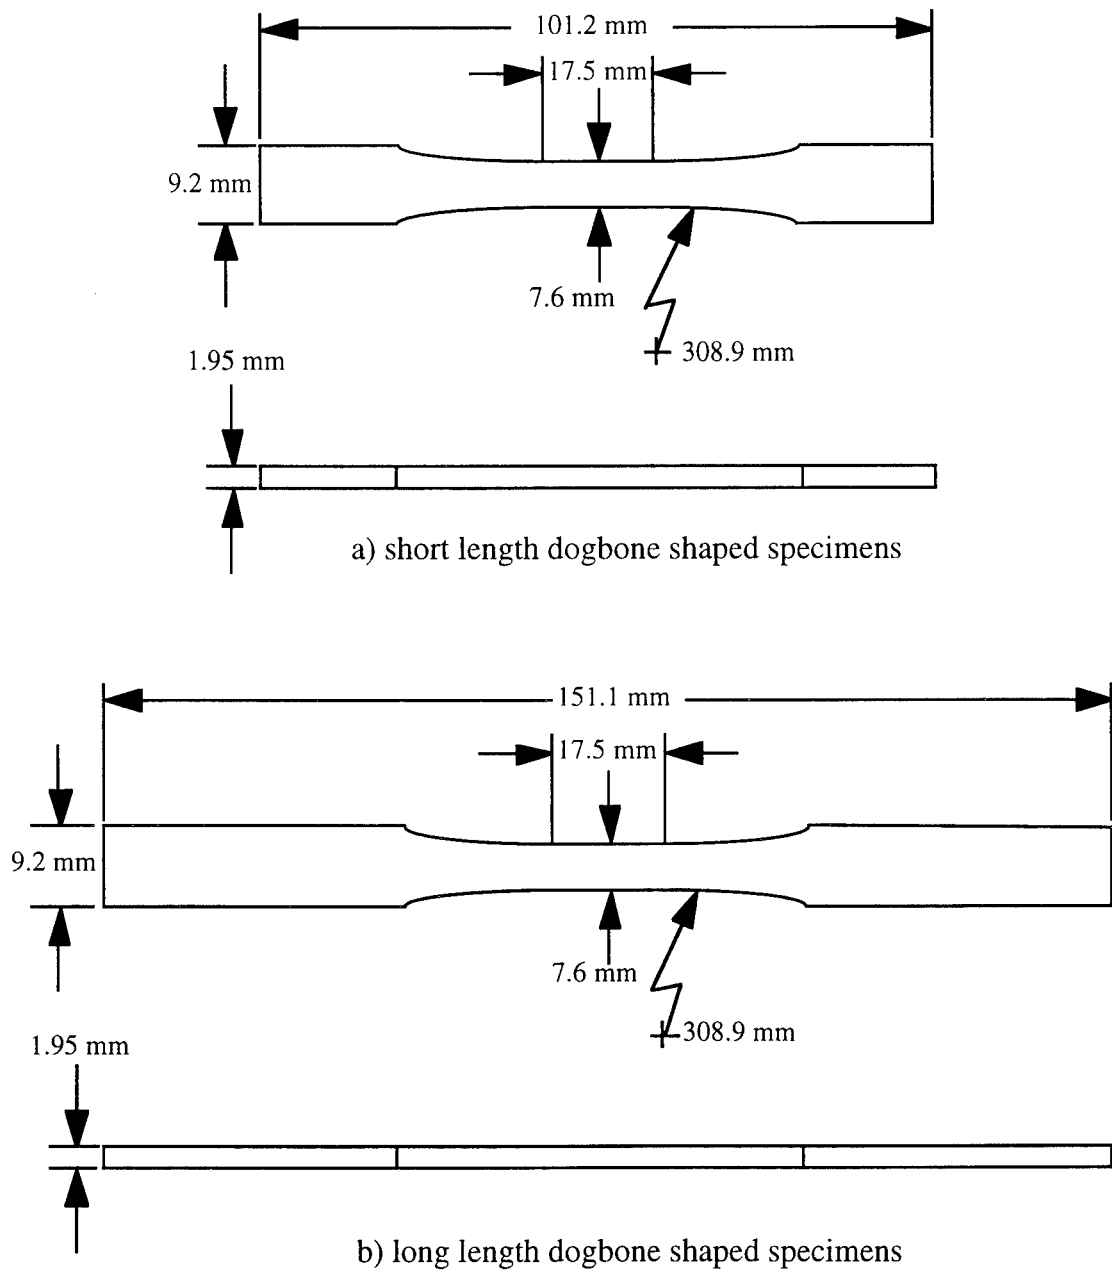 101.2 mm
17.5 mm
9.2 mm
7.6 mm
308.9 mm
1.95 mm
a) short length dogbone shaped specimens
151.1 mm
17.5 mm
9.2 mm
7.6 mm
308.9 mm
1.95 mm
b) long length dogbone shaped specimens